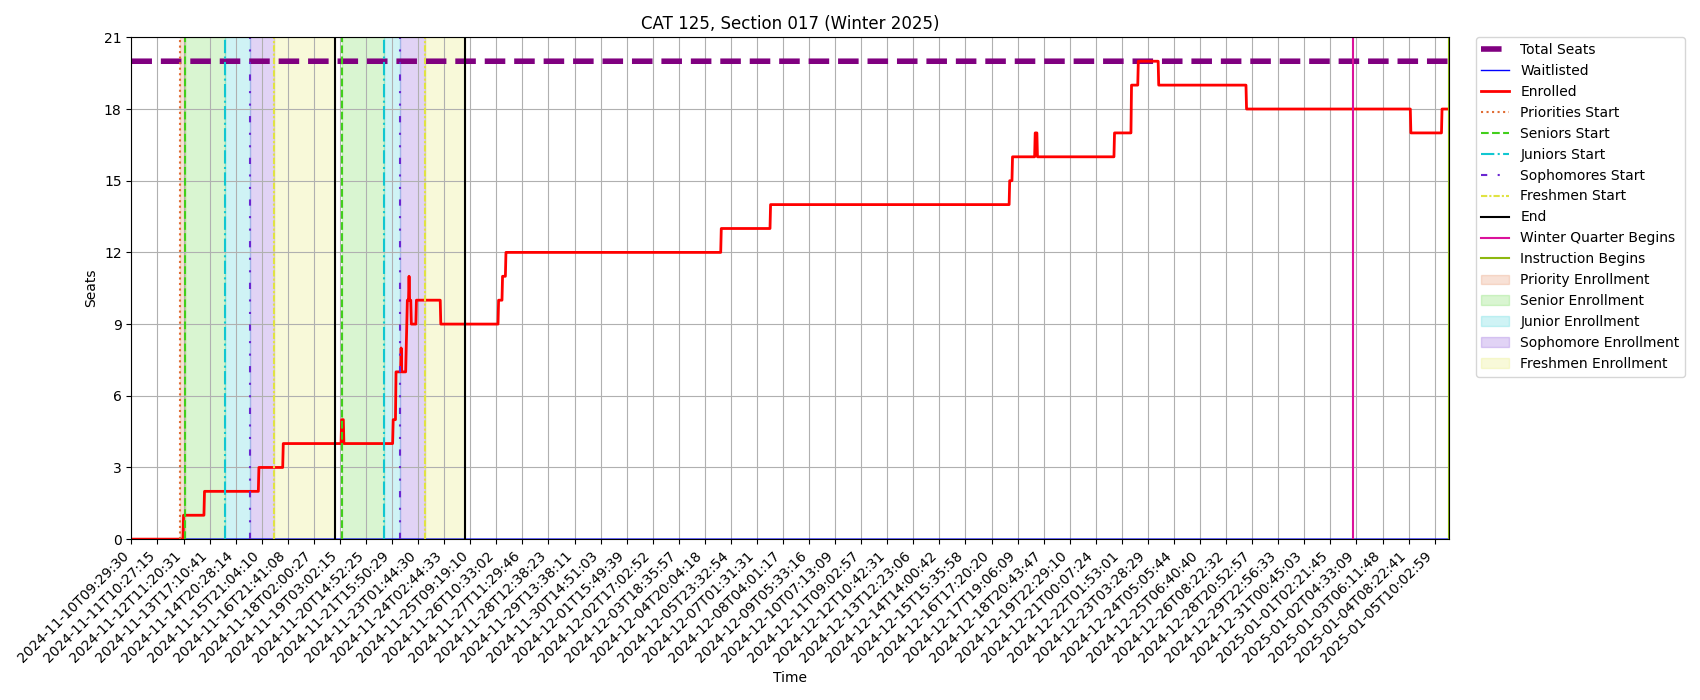 CAT 125, Section 017 (Winter 2025)
21
18
15
12
9
6
3
0
Seats
2024-11-10T09:29:30
2024-11-11T10:27:15
2024-11-12T11:20:31
2024-11-13T17:10:41
2024-11-14T20:28:14
2024-11-15T21:04:10
2024-11-16T21:41:08
2024-11-18T02:00:27
2024-11-19T03:02:15
2024-11-20T14:52:25
2024-11-21T15:50:29
2024-11-23T01:44:30
2024-11-24T02:44:33
2024-11-25T09:19:10
2024-11-26T10:33:02
2024-11-27T11:29:46
2024-11-28T12:38:23
2024-11-29T13:38:11
2024-11-30T14:51:03
2024-12-01T15:49:39
2024-12-02T17:02:52
2024-12-03T18:35:57
2024-12-04T20:04:18
2024-12-05T23:32:54
2024-12-07T01:31:31
2024-12-08T04:01:17
2024-12-09T05:33:16
2024-12-10T07:17:20
2024-12-11T09:02:57
2024-12-12T10:42:31
2024-12-13T12:23:06
2024-12-14T14:00:42
2024-12-15T15:35:58
2024-12-16T17:20:20
2024-12-17T19:06:09
2024-12-18T20:43:47
2024-12-19T22:29:10
2024-12-21T00:07:24
2024-12-22T01:53:01
2024-12-23T03:28:29
2024-12-24T05:05:44
2024-12-25T06:40:40
2024-12-26T08:22:32
2024-12-28T20:52:57
2024-12-29T22:56:33
2024-12-31T00:45:03
2025-01-01T02:21:45
2025-01-02T04:33:09
2025-01-03T06:11:48
2025-01-04T08:22:41
2025-01-05T10:02:59
Time
Total Seats
Waitlisted
Enrolled
Priorities Start
Seniors Start
Juniors Start
Sophomores Start
Freshmen Start
End
Winter Quarter Begins
Instruction Begins
Priority Enrollment
Senior Enrollment
Junior Enrollment
Sophomore Enrollment
Freshmen Enrollment